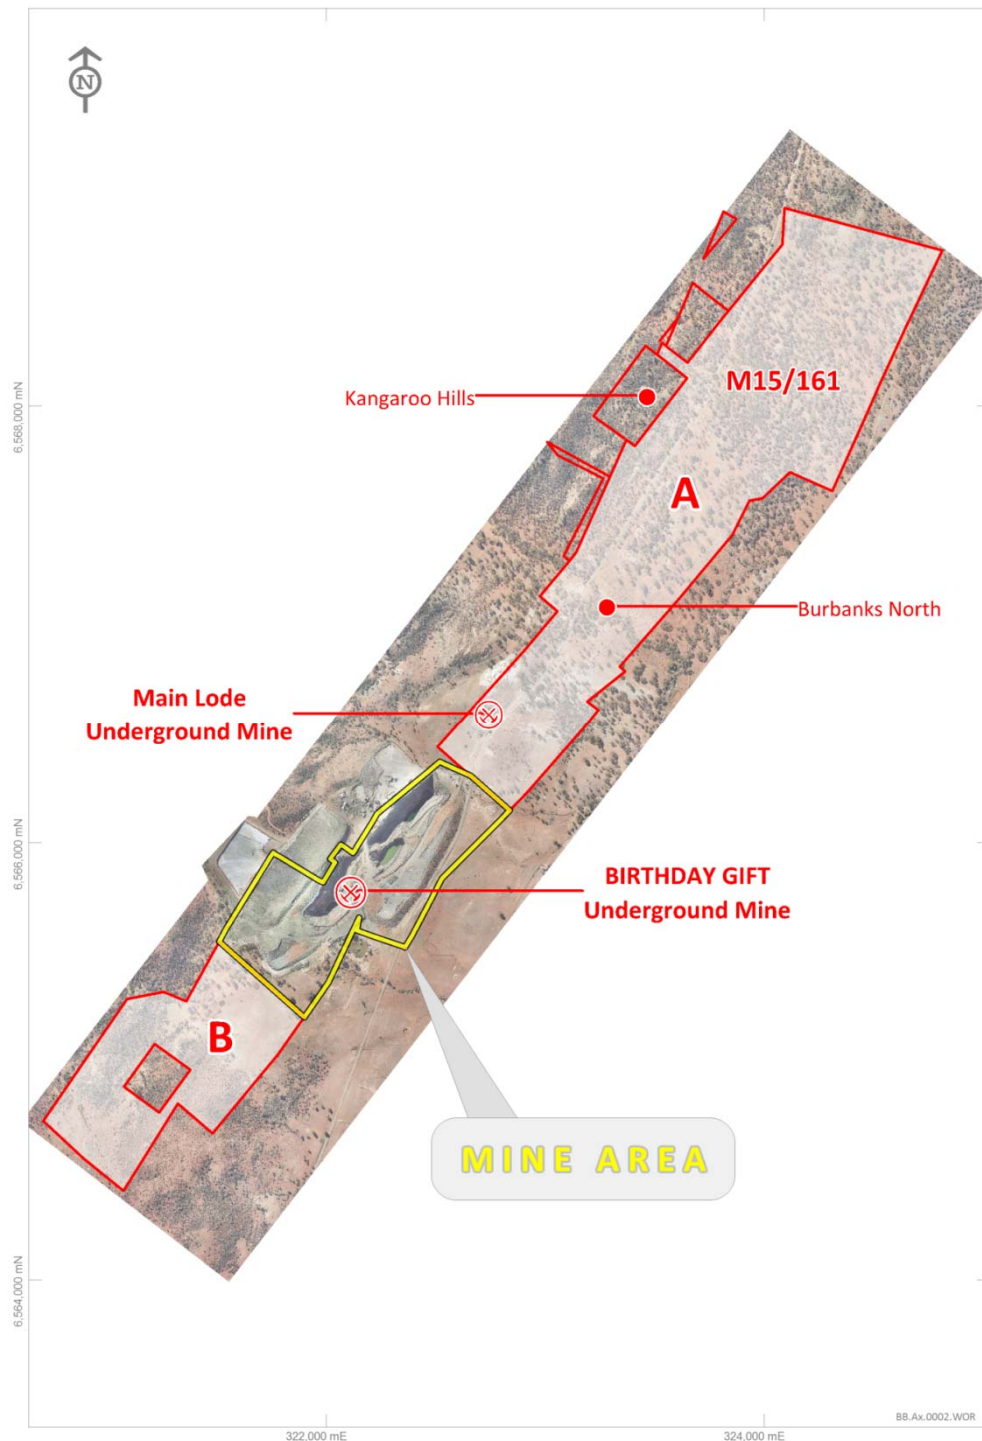 N
M15/161
Kangaroo Hills
6,568,000 mN
A
Burbanks North
Main Lode
Underground Mine
6,566,000 mN
BIRTHDAY GIFT
Underground Mine
B
MINE AREA
6,564,000 mN
BB.Ax.0002.WOR
322,000 mE
324,000 mE